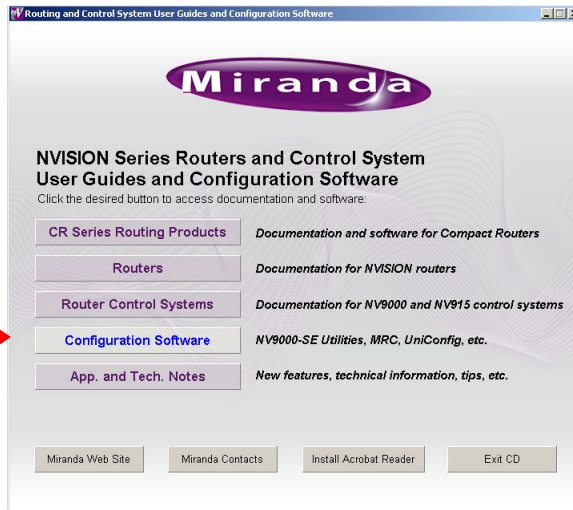 Routing and Control System User Guides and Configuration Software
Miranda
NVISION Series Routers and Control System
User Guides and Configuration Software
Click the desired button to access documentation and software:
CR Series Routing Products Documentation and software for Compact Routers
Routers Documentation for NVISION routers
Router Control Systems Documentation for NV9000 and NV915 control systems
Configuration Software NV9000-SE Utilities, MRC, UniConfig, etc.
App. and Tech. Notes New features, technical information, tips, etc.
Miranda Web Site Miranda Contacts Install Acrobat Reader Exit CD